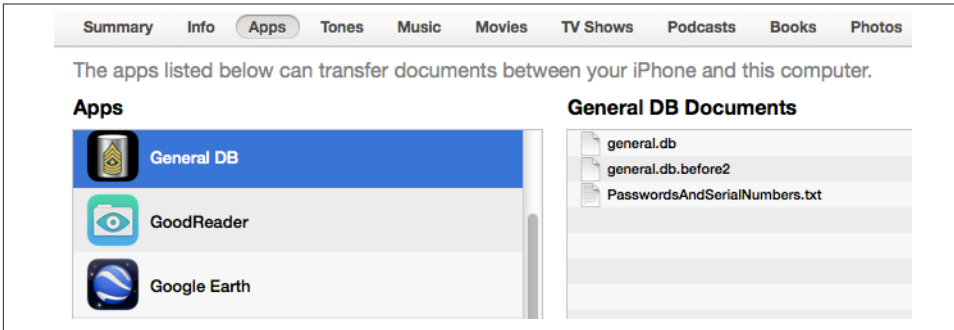 Summary Info Apps Tones Music Movies TV Shows Podcasts Books Photos
The apps listed below can transfer documents between your iPhone and this computer.
Apps
General DB
GoodReader
Google Earth
General DB Documents
general.db
general.db.before2
PasswordsAndSerialNumbers.txt